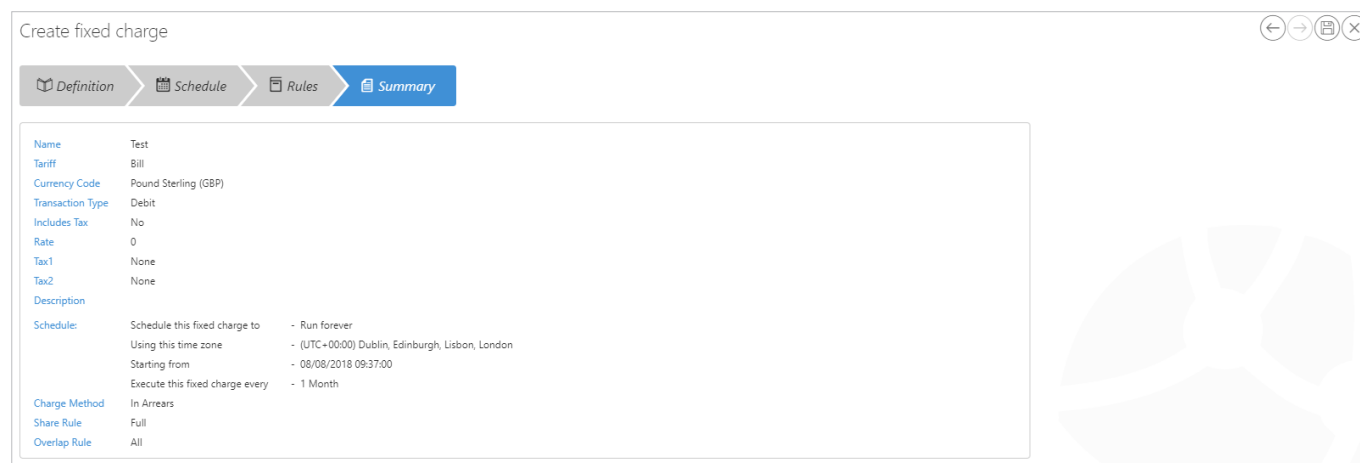 Create fixed charge
Definition Schedule Rules Summary
Name Test
Tariff Bill
Currency Code Pound Sterling (GBP)
Transaction Type Debit
Includes Tax No
Rate 0
Tax1 None
Tax2 None
Description
Schedule: Schedule this fixed charge to - Run forever
Using this time zone - (UTC+00:00) Dublin, Edinburgh, Lisbon, London
Starting from - 08/08/2018 09:37:00
Execute this fixed charge every - 1 Month
Charge Method In Arrears
Share Rule Full
Overlap Rule All